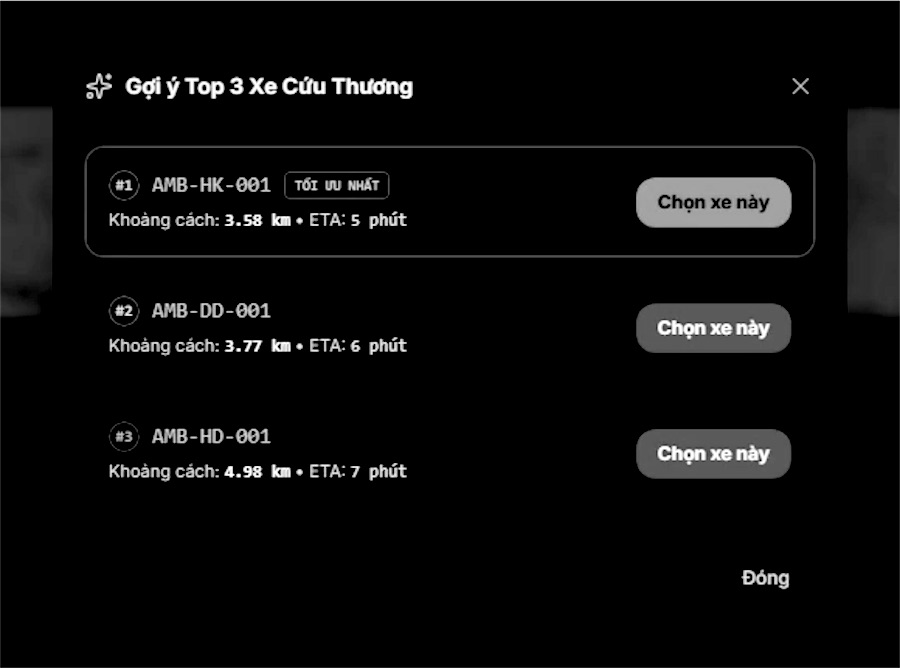 Gợi ý Top 3 Xe Cứu Thương
#1 AMB-HK-001 TỐI ƯU NHẤT
Khoảng cách: 3.58 km • ETA: 5 phút
Chọn xe này
#2 AMB-DD-001
Khoảng cách: 3.77 km • ETA: 6 phút
Chọn xe này
#3 AMB-HD-001
Khoảng cách: 4.98 km • ETA: 7 phút
Chọn xe này
Đóng